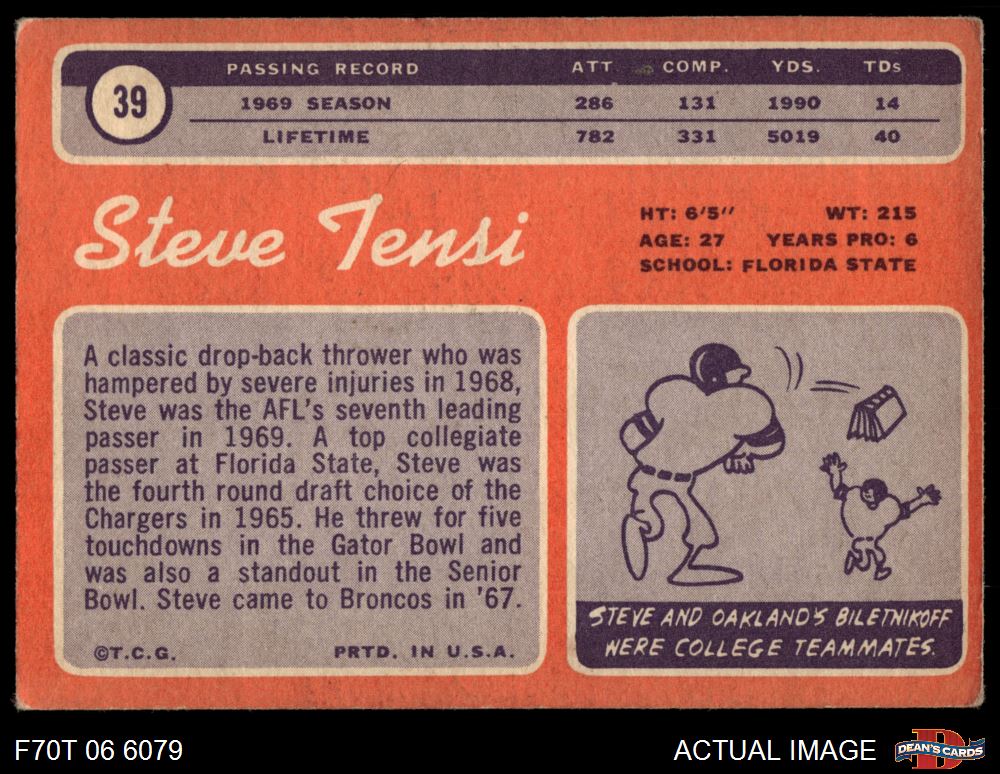 39
PASSING RECORD ATT COMP. YDS. TDs
1969 SEASON 286 131 1990 14
LIFETIME 782 331 5019 40
Steve Tensi
HT: 6'5" WT: 215
AGE: 27 YEARS PRO: 6
SCHOOL: FLORIDA STATE
A classic drop-back thrower who was
hampered by severe injuries in 1968,
Steve was the AFL's seventh leading
passer in 1969. A top collegiate
passer at Florida State, Steve was
the fourth round draft choice of the
Chargers in 1965. He threw for five
touchdowns in the Gator Bowl and
was also a standout in the Senior
Bowl. Steve came to Broncos in '67.
©T.C.G. PRTD. IN U.S.A.
STEVE AND OAKLAND'S BILETNIKOFF
WERE COLLEGE TEAMMATES.
F70T 06 6079
ACTUAL IMAGE
D
DEAN'S CARDS